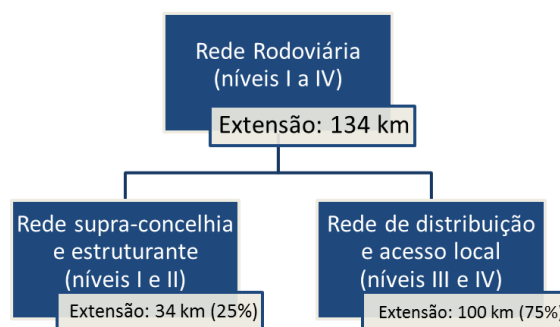 Rede Rodoviária
(níveis I a IV)
Extensão: 134 km
Rede supra-concelhia
e estruturante
(níveis I e II)
Extensão: 34 km (25%)
Rede de distribuição
e acesso local
(níveis III e IV)
Extensão: 100 km (75%)